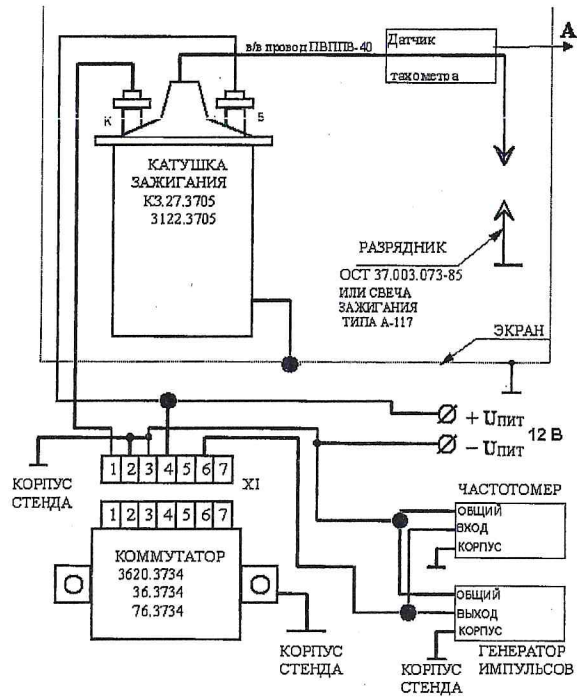 в/в провод ПВППВ-40
Датчик
тахометра
А
К
Б
КАТУШКА
ЗАЖИГАНИЯ
КЗ.27.3705
3122.3705
РАЗРЯДНИК
ОСТ 37.003.073-85
ИЛИ СВЕЧА
ЗАЖИГАНИЯ
ТИПА А-117
ЭКРАН
+ Uпит
12 В
− Uпит
1 2 3 4 5 6 7
XI
КОРПУС
СТЕНДА
1 2 3 4 5 6 7
КОММУТАТОР
3620.3734
36.3734
76.3734
КОРПУС
СТЕНДА
ЧАСТОТОМЕР
ОБЩИЙ
ВХОД
КОРПУС
ОБЩИЙ
ВЫХОД
КОРПУС
КОРПУС
СТЕНДА
ГЕНЕРАТОР
ИМПУЛЬСОВ